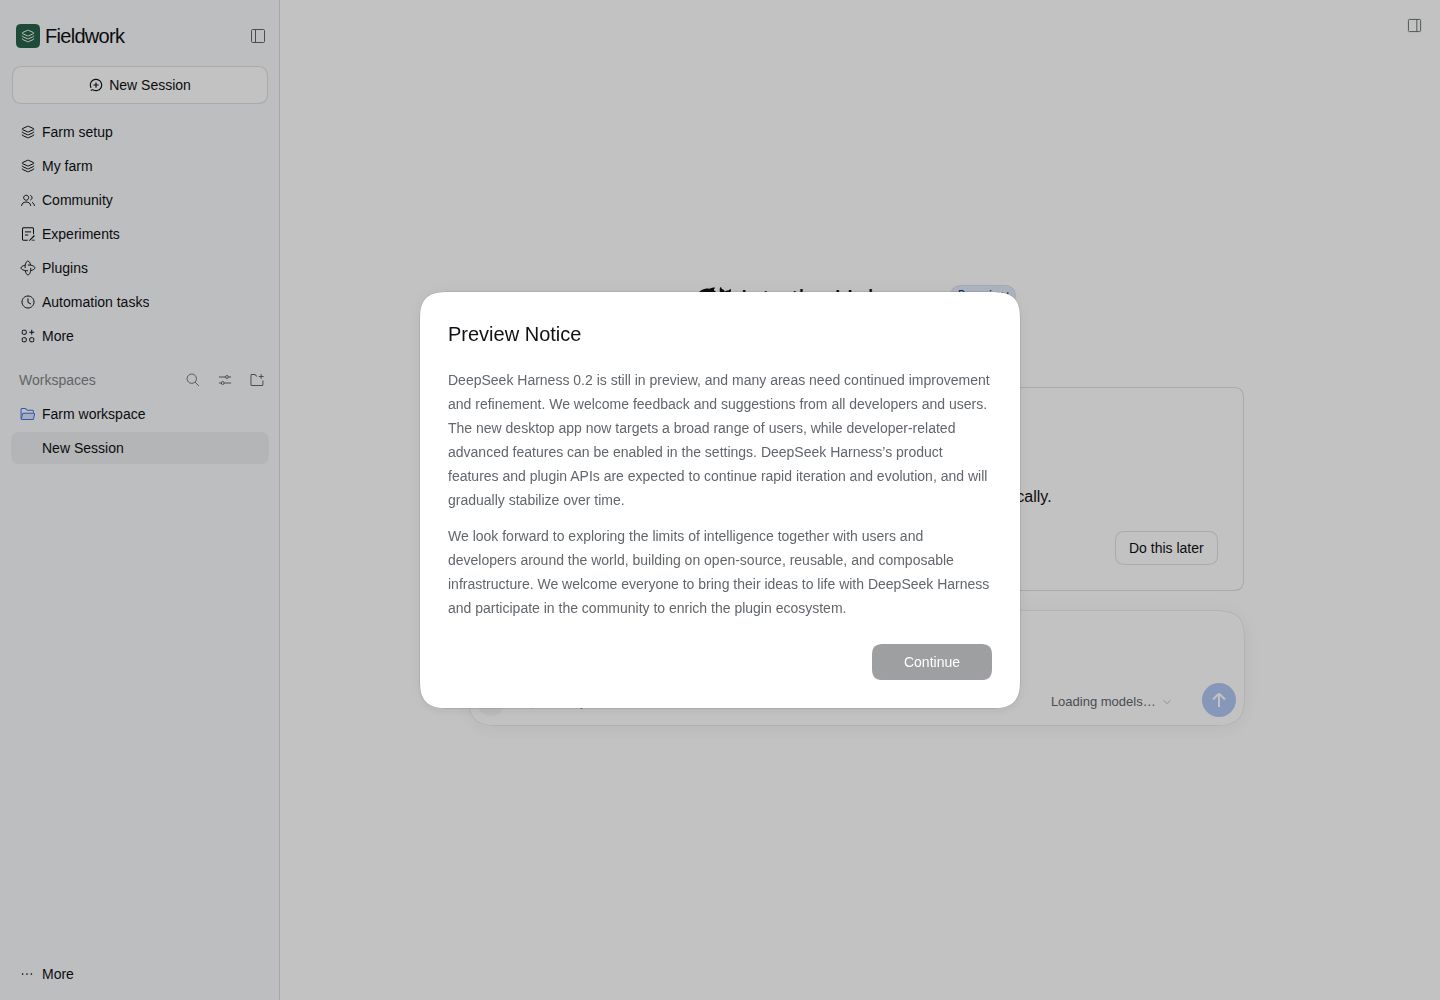 Fieldwork
New Session
Farm setup
My farm
Community
Experiments
Plugins
Automation tasks
More
Workspaces
Farm workspace
New Session
More
Preview Notice
DeepSeek Harness 0.2 is still in preview, and many areas need continued improvement
and refinement. We welcome feedback and suggestions from all developers and users.
The new desktop app now targets a broad range of users, while developer-related
advanced features can be enabled in the settings. DeepSeek Harness’s product
features and plugin APIs are expected to continue rapid iteration and evolution, and will
gradually stabilize over time.
We look forward to exploring the limits of intelligence together with users and
developers around the world, building on open-source, reusable, and composable
infrastructure. We welcome everyone to bring their ideas to life with DeepSeek Harness
and participate in the community to enrich the plugin ecosystem.
Continue
cally.
Do this later
Loading models…